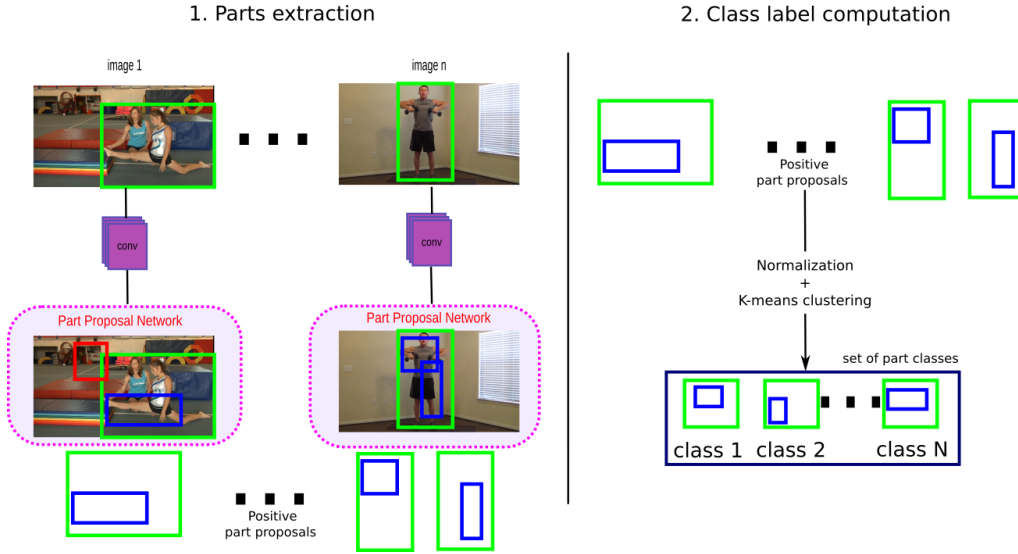 1. Parts extraction
image 1
image n
conv
conv
Part Proposal Network
Part Proposal Network
Positive
part proposals
2. Class label computation
Positive
part proposals
Normalization
+
K-means clustering
set of part classes
class 1
class 2
class N